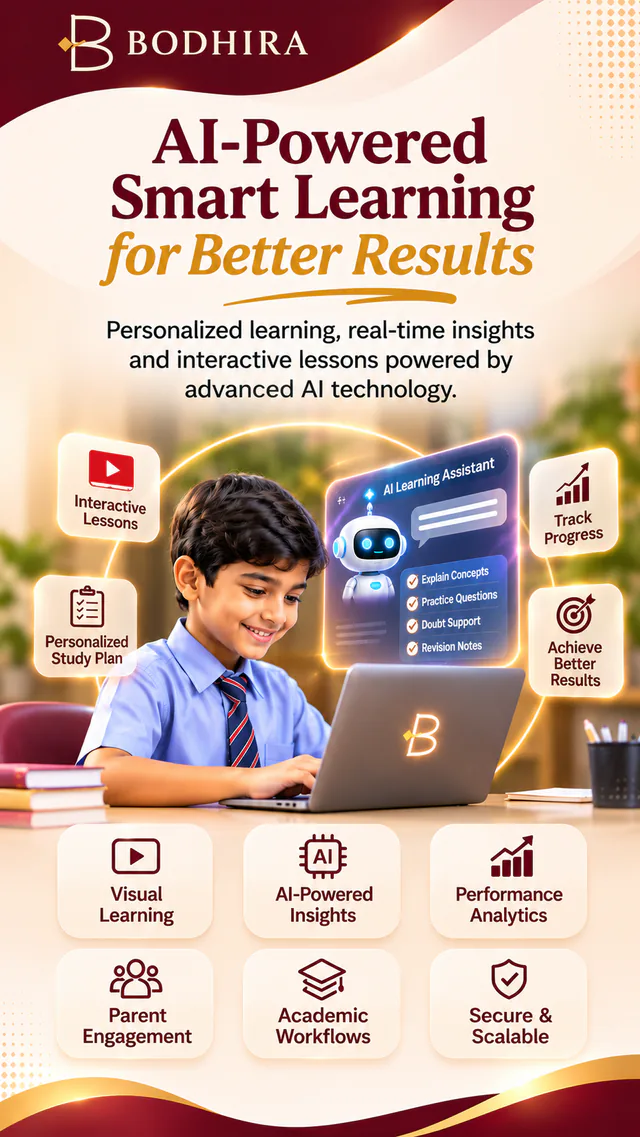 BODHIRA
AI-Powered
Smart Learning
for Better Results
Personalized learning, real-time insights
and interactive lessons powered by
advanced AI technology.
Interactive
Lessons
Personalized
Study Plan
AI Learning Assistant
Explain Concepts
Practice Questions
Doubt Support
Revision Notes
Track
Progress
Achieve
Better
Results
B
Visual
Learning
AI
AI-Powered
Insights
Performance
Analytics
Parent
Engagement
Academic
Workflows
Secure &
Scalable